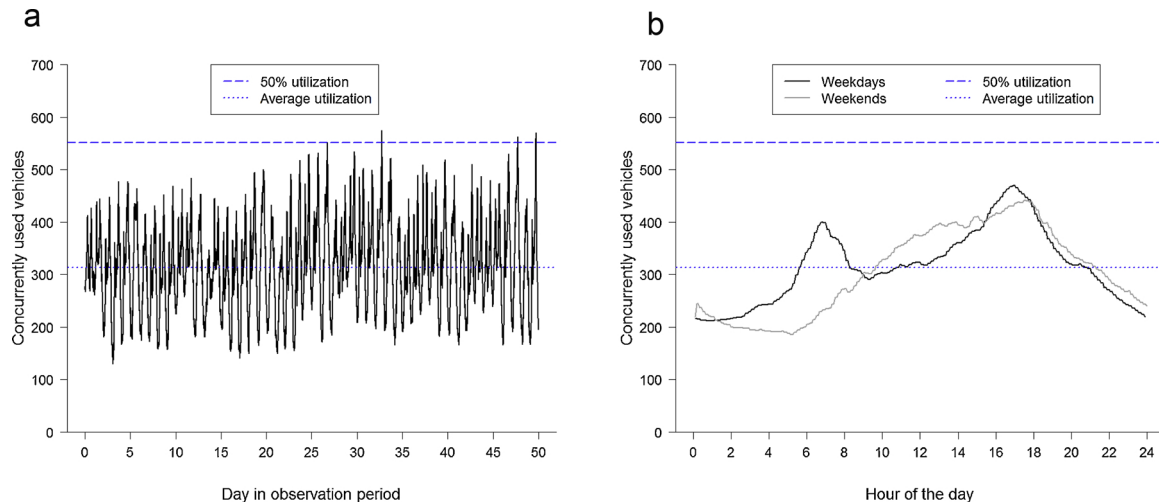 a
700
600
500
400
300
200
100
0
Concurrently used vehicles
50% utilization
Average utilization
0 5 10 15 20 25 30 35 40 45 50
Day in observation period
b
700
600
500
400
300
200
100
0
Concurrently used vehicles
Weekdays 50% utilization
Weekends Average utilization
0 2 4 6 8 10 12 14 16 18 20 22 24
Hour of the day